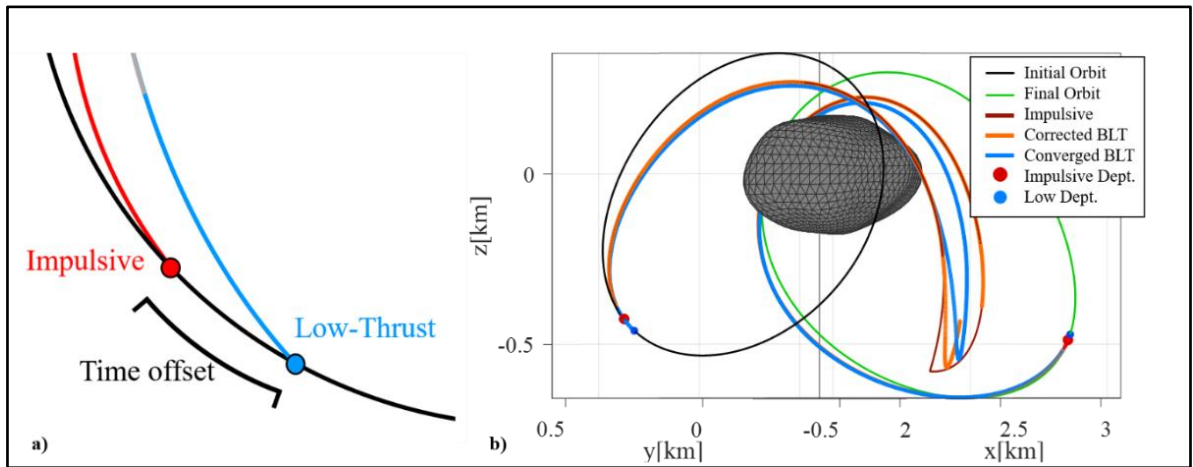 Impulsive
Low-Thrust
Time offset
a)
Initial Orbit
Final Orbit
Impulsive
Corrected BLT
Converged BLT
Impulsive Dept.
Low Dept.
z[km]
0
-0.5
0.5 0 -0.5 2 2.5 3
b) y[km] x[km]